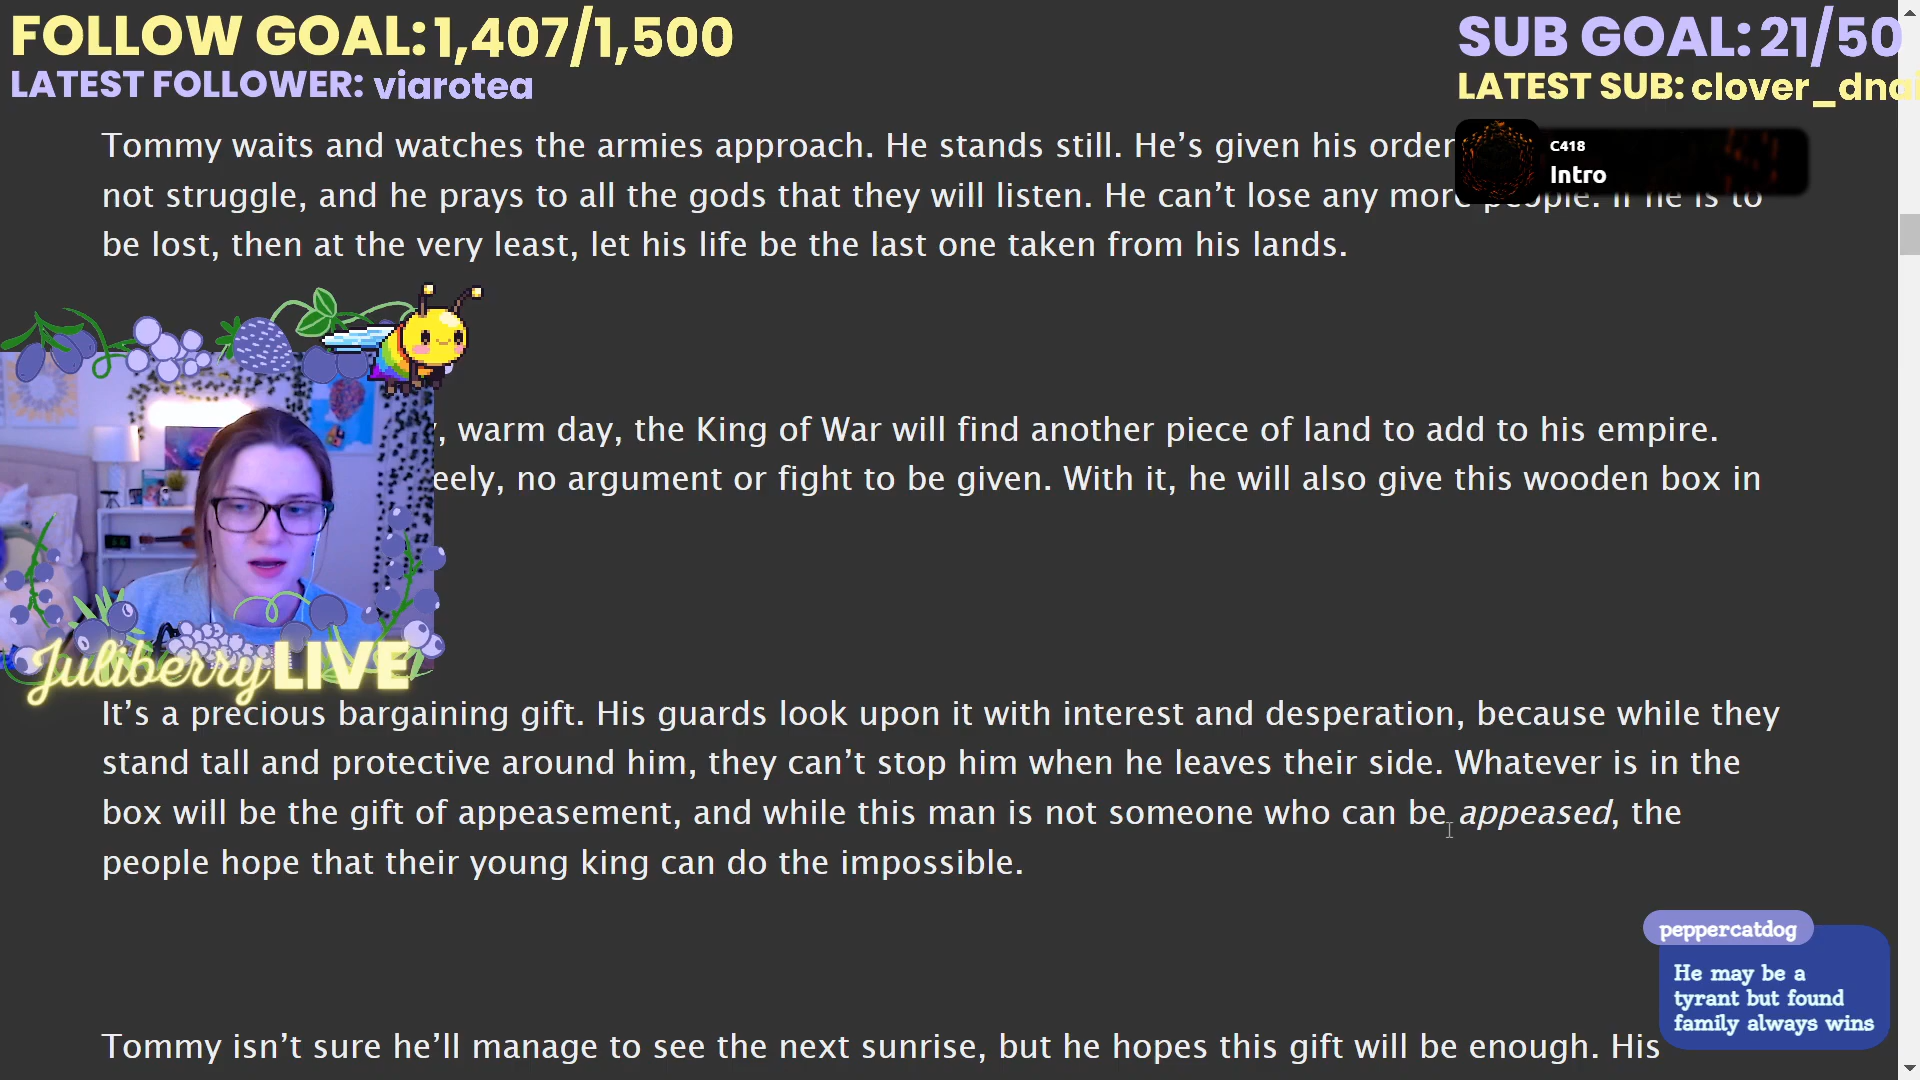 FOLLOW GOAL: 1,407/1,500
LATEST FOLLOWER: viarotea
SUB GOAL: 21/50
LATEST SUB: clover_dnai
C418
Intro
Tommy waits and watches the armies approach. He stands still. He’s given his order
not struggle, and he prays to all the gods that they will listen. He can’t lose any more people. If he is to
be lost, then at the very least, let his life be the last one taken from his lands.
, warm day, the King of War will find another piece of land to add to his empire.
eely, no argument or fight to be given. With it, he will also give this wooden box in
Juliberry LIVE
It’s a precious bargaining gift. His guards look upon it with interest and desperation, because while they
stand tall and protective around him, they can’t stop him when he leaves their side. Whatever is in the
box will be the gift of appeasement, and while this man is not someone who can be appeased, the
people hope that their young king can do the impossible.
peppercatdog
He may be a
tyrant but found
family always wins
Tommy isn’t sure he’ll manage to see the next sunrise, but he hopes this gift will be enough. His